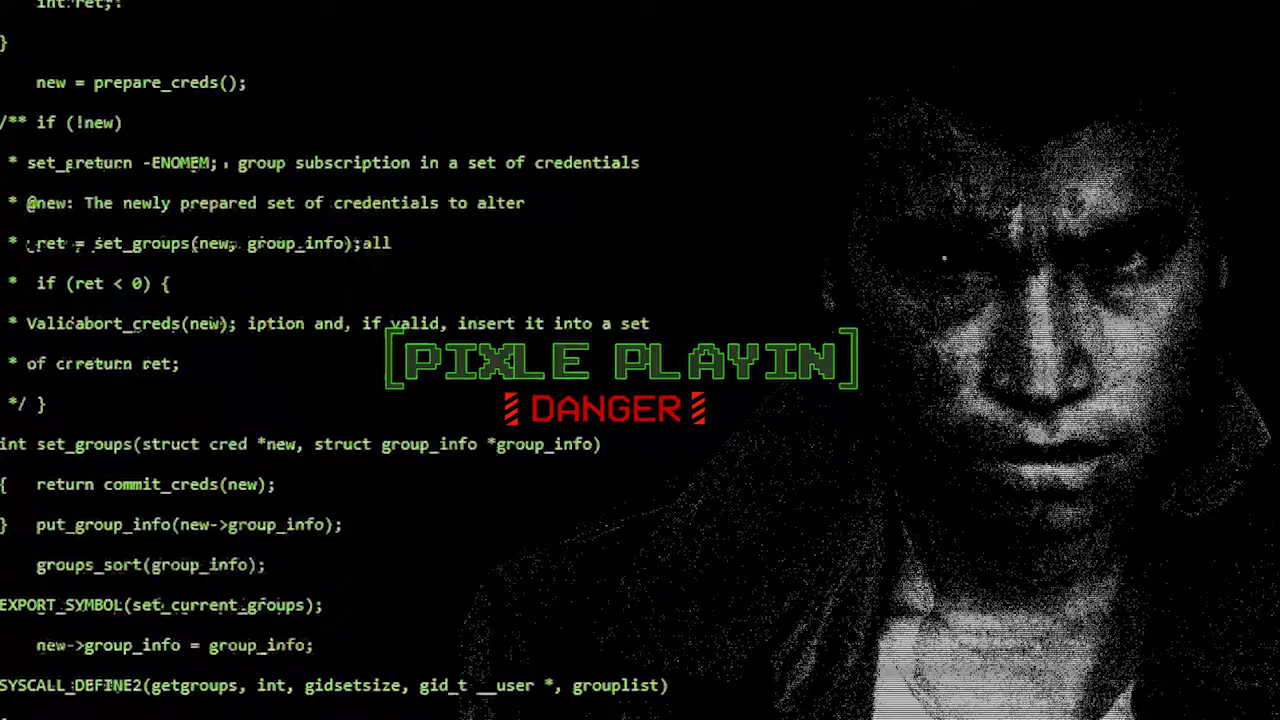 int ret;
}
new = prepare_creds();
/** if (!new)
* set_greturn -ENOMEM; group subscription in a set of credentials
* @new: The newly prepared set of credentials to alter
* ret = set_groups(new, group_info);all
* if (ret < 0) {
* Validabort_creds(new); iption and, if valid, insert it into a set
* of crreturn ret;
*/ }
[PIXLE PLAYIN]
DANGER
int set_groups(struct cred *new, struct group_info *group_info)
{ return commit_creds(new);
} put_group_info(new->group_info);
groups_sort(group_info);
EXPORT_SYMBOL(set_current_groups);
new->group_info = group_info;
SYSCALL_DEFINE2(getgroups, int, gidsetsize, gid_t __user *, grouplist)